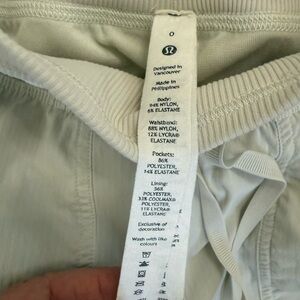 0
Designed in
Vancouver
Made in
Philippines
Body:
94% NYLON,
6% ELASTANE
Waistband:
88% NYLON,
12% LYCRA®
ELASTANE
Pockets:
86%
POLYESTER,
14% ELASTANE
Lining:
56%
POLYESTER,
33% COOLMAX®
POLYESTER,
11% LYCRA®
ELASTANE
Exclusive of
decoration
Wash with like
colours